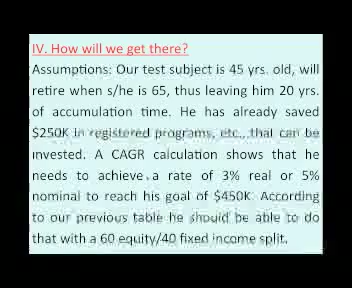 IV. How will we get there?
Assumptions: Our test subject is 45 yrs. old, will
retire when s/he is 65, thus leaving him 20 yrs.
of accumulation time. He has already saved
$250K in registered programs, etc., that can be
invested. A CAGR calculation shows that he
needs to achieve a rate of 3% real or 5%
nominal to reach his goal of $450K. According
to our previous table he should be able to do
that with a 60 equity/40 fixed income split.